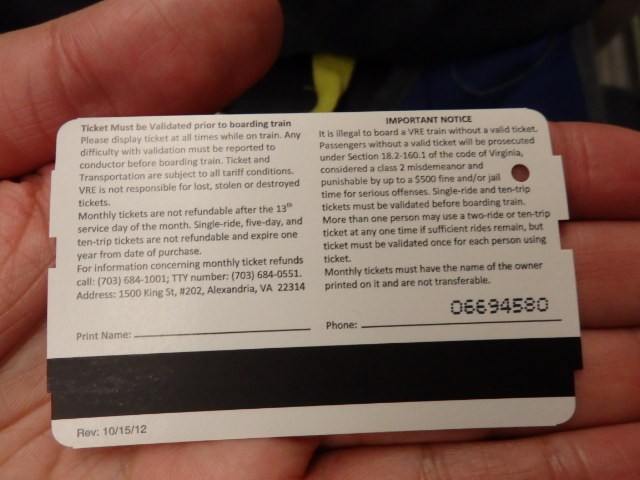 Ticket Must be Validated prior to boarding train
Please display ticket at all times while on train. Any
difficulty with validation must be reported to
conductor before boarding train. Ticket and
Transportation are subject to all tariff conditions.
VRE is not responsible for lost, stolen or destroyed
tickets.
Monthly tickets are not refundable after the 13th
service day of the month. Single-ride, five-day, and
ten-trip tickets are not refundable and expire one
year from date of purchase.
For information concerning monthly ticket refunds
call: (703) 684-1001; TTY number: (703) 684-0551.
Address: 1500 King St, #202, Alexandria, VA 22314
Print Name:
IMPORTANT NOTICE
It is illegal to board a VRE train without a valid ticket.
Passengers without a valid ticket will be prosecuted
under Section 18.2-160.1 of the code of Virginia,
considered a class 2 misdemeanor and
punishable by up to a $500 fine and/or jail
time for serious offenses. Single-ride and ten-trip
tickets must be validated before boarding train.
More than one person may use a two-ride or ten-trip
ticket at any one time if sufficient rides remain, but
ticket must be validated once for each person using
ticket.
Monthly tickets must have the name of the owner
printed on it and are not transferable.
06694580
Phone:
Rev: 10/15/12